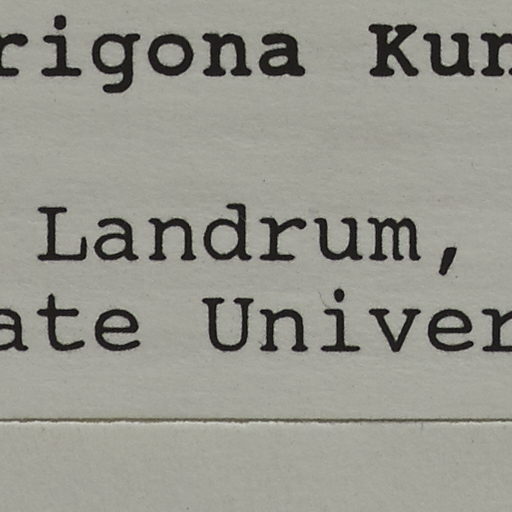 rigona Kun
Landrum,
ate Univer